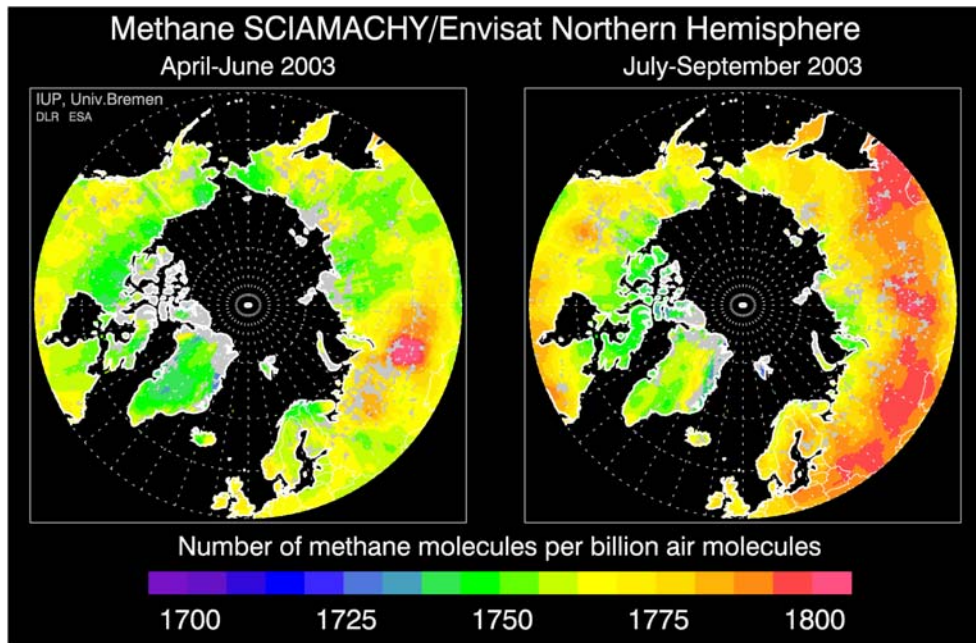 Methane SCIAMACHY/Envisat Northern Hemisphere
April-June 2003
July-September 2003
IUP, Univ.Bremen
DLR ESA
Number of methane molecules per billion air molecules
1700 1725 1750 1775 1800